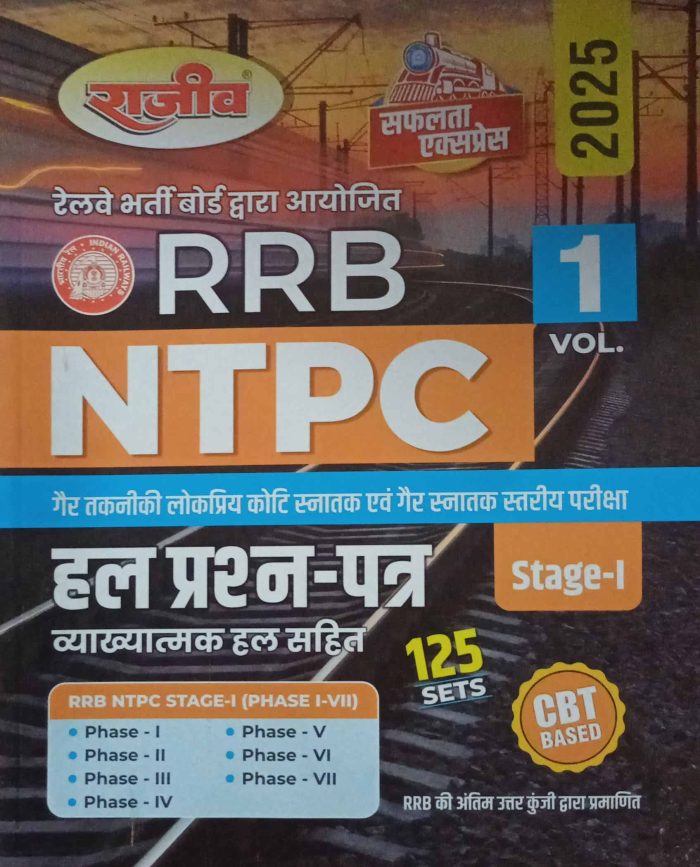 राजीव®
सफलता
एक्सप्रेस
2025
रेलवे भर्ती बोर्ड द्वारा आयोजित
भारतीय रेल INDIAN RAILWAYS
RRB
1
VOL.
NTPC
गैर तकनीकी लोकप्रिय कोटि स्नातक एवं गैर स्नातक स्तरीय परीक्षा
हल प्रश्न-पत्र
Stage-I
व्याख्यात्मक हल सहित
125
SETS
RRB NTPC STAGE-I (PHASE I-VII)
• Phase - I
• Phase - II
• Phase - III
• Phase - IV
• Phase - V
• Phase - VI
• Phase - VII
CBT
BASED
RRB की अंतिम उत्तर कुंजी द्वारा प्रमाणित